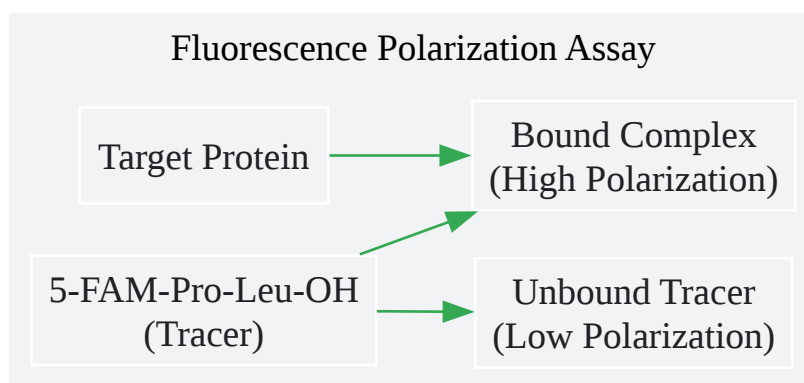 Fluorescence Polarization Assay
Target Protein
Bound Complex
(High Polarization)
5-FAM-Pro-Leu-OH
(Tracer)
Unbound Tracer
(Low Polarization)